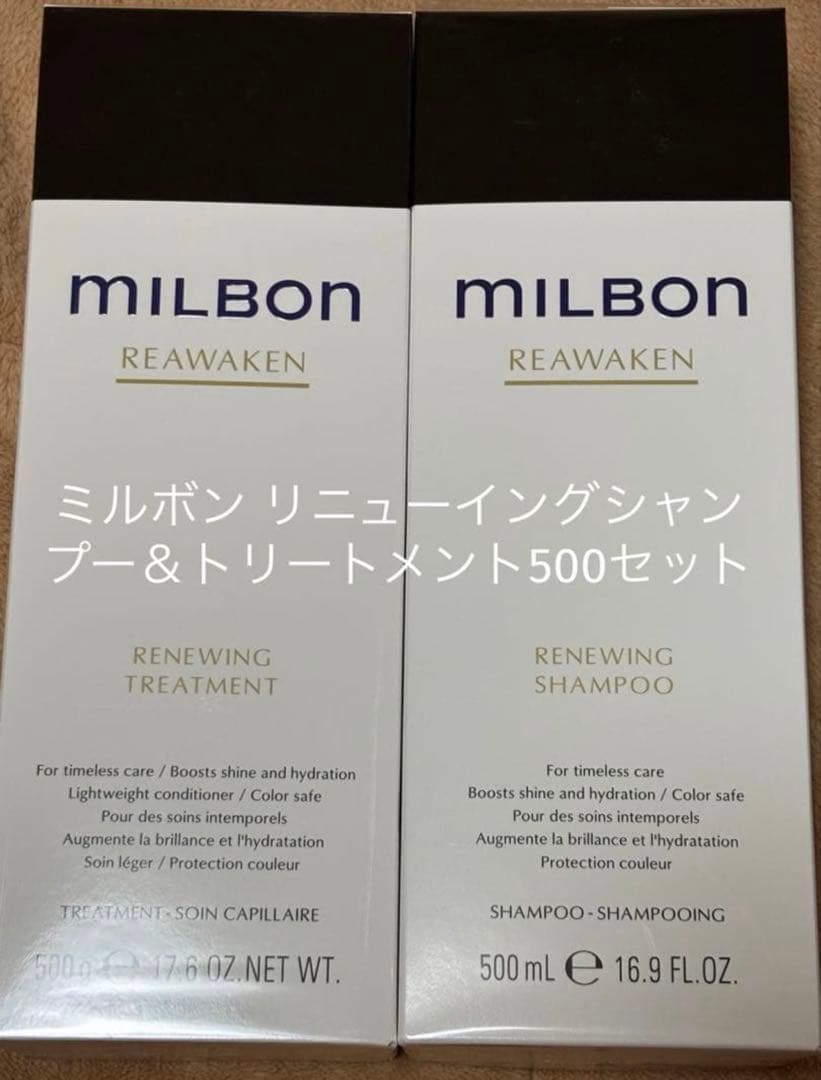 milbon
REAWAKEN
RENEWING
TREATMENT
For timeless care / Boosts shine and hydration
Lightweight conditioner / Color safe
Pour des soins intemporels
Augmente la brillance et l'hydratation
Soin léger / Protection couleur
TREATMENT - SOIN CAPILLAIRE
500 g e 17.6 OZ. NET WT.
milbon
REAWAKEN
RENEWING
SHAMPOO
For timeless care
Boosts shine and hydration / Color safe
Pour des soins intemporels
Augmente la brillance et l'hydratation
Protection couleur
SHAMPOO - SHAMPOOING
500 mL e 16.9 FL.OZ.
ミルボン リニューイングシャン
プー＆トリートメント500セット